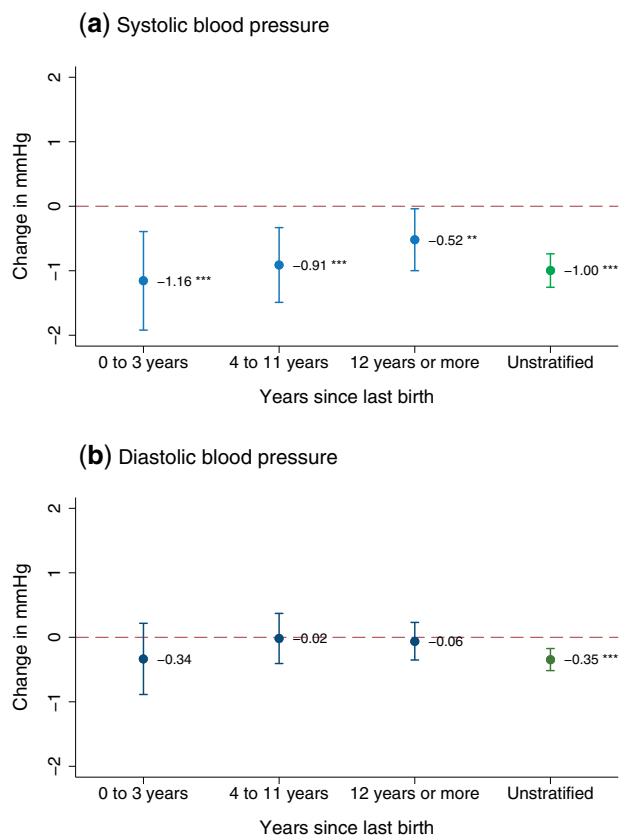 (a) Systolic blood pressure
Change in mmHg
2
1
0
−1
−2
−1.16 ***
−0.91 ***
−0.52 **
−1.00 ***
0 to 3 years
4 to 11 years
12 years or more
Unstratified
Years since last birth
(b) Diastolic blood pressure
Change in mmHg
2
1
0
−1
−2
−0.34
−0.02
−0.06
−0.35 ***
0 to 3 years
4 to 11 years
12 years or more
Unstratified
Years since last birth